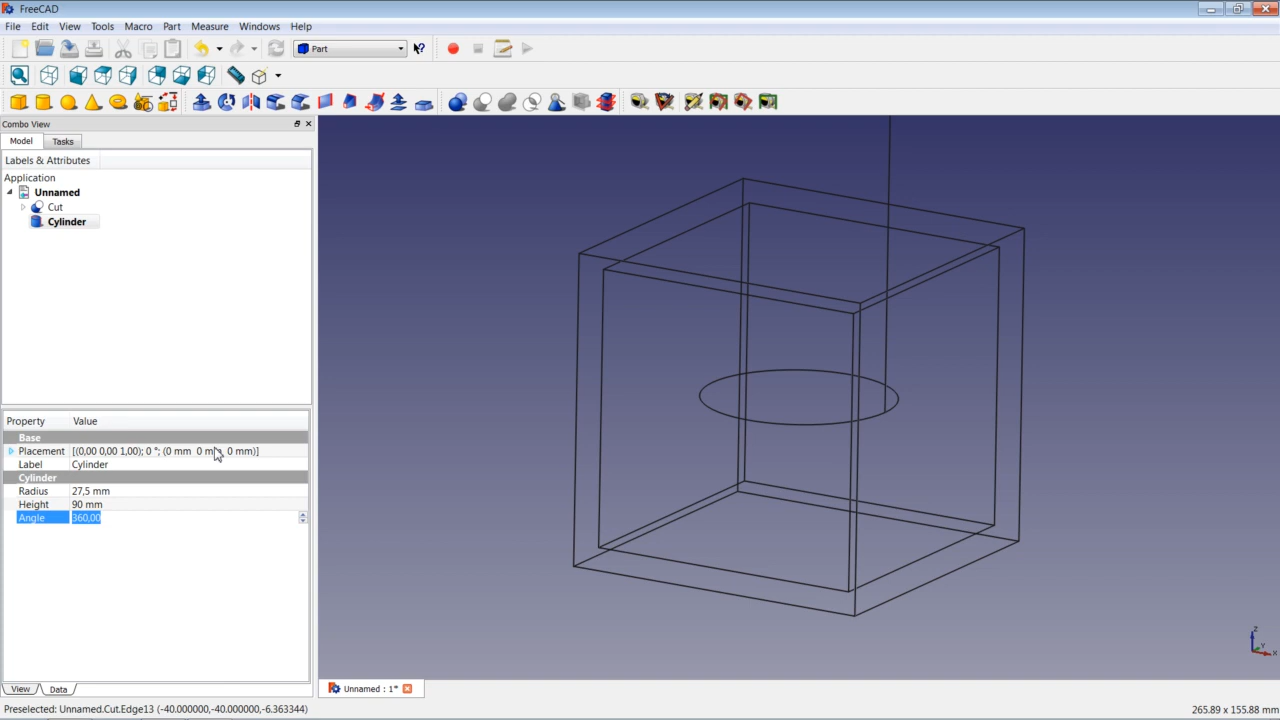 FreeCAD
File Edit View Tools Macro Part Measure Windows Help
Part
Combo View
Model Tasks
Labels & Attributes
Application
Unnamed
Cut
Cylinder
Property Value
Base
Placement [(0,00 0,00 1,00); 0 °; (0 mm 0 mm 0 mm)]
Label Cylinder
Cylinder
Radius 27,5 mm
Height 90 mm
Angle 360,00
View Data
Unnamed : 1*
Z
Y
X
Preselected: Unnamed.Cut.Edge13 (-40.000000,-40.000000,-6.363344)
265.89 x 155.88 mm